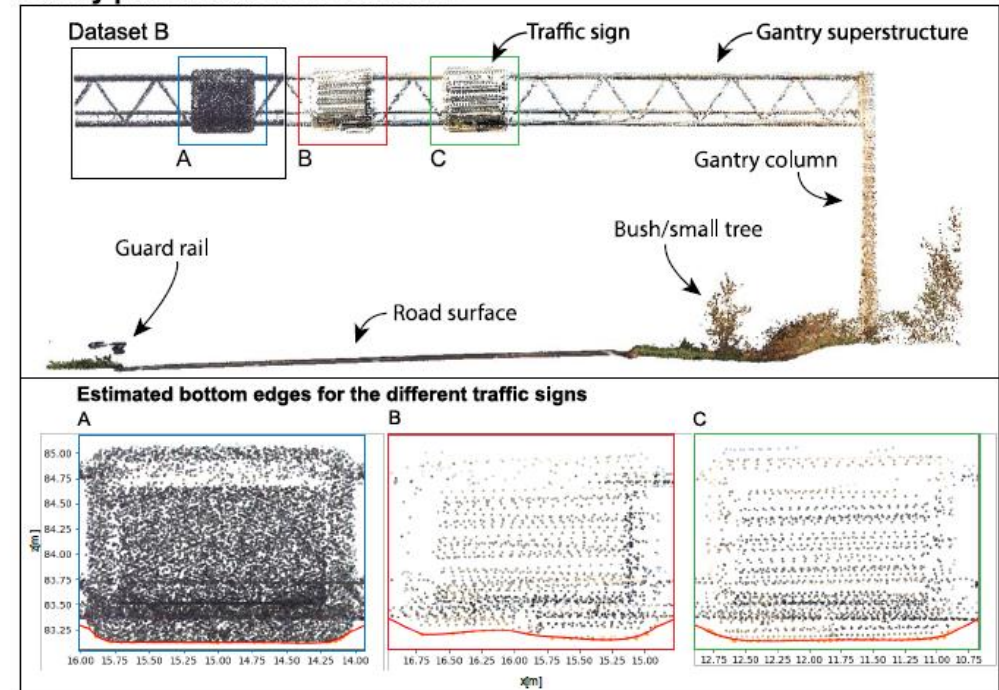 Dataset B
Traffic sign
Gantry superstructure
A
B
C
Gantry column
Bush/small tree
Guard rail
Road surface
Estimated bottom edges for the different traffic signs
A
B
C
85.00
84.75
84.50
84.25
84.00
83.75
83.50
83.25
z[m]
16.00 15.75 15.50 15.25 15.00 14.75 14.50 14.25 14.00
16.75 16.50 16.25 16.00 15.75 15.50 15.25 15.00
12.75 12.50 12.25 12.00 11.75 11.50 11.25 11.00 10.75
x[m]